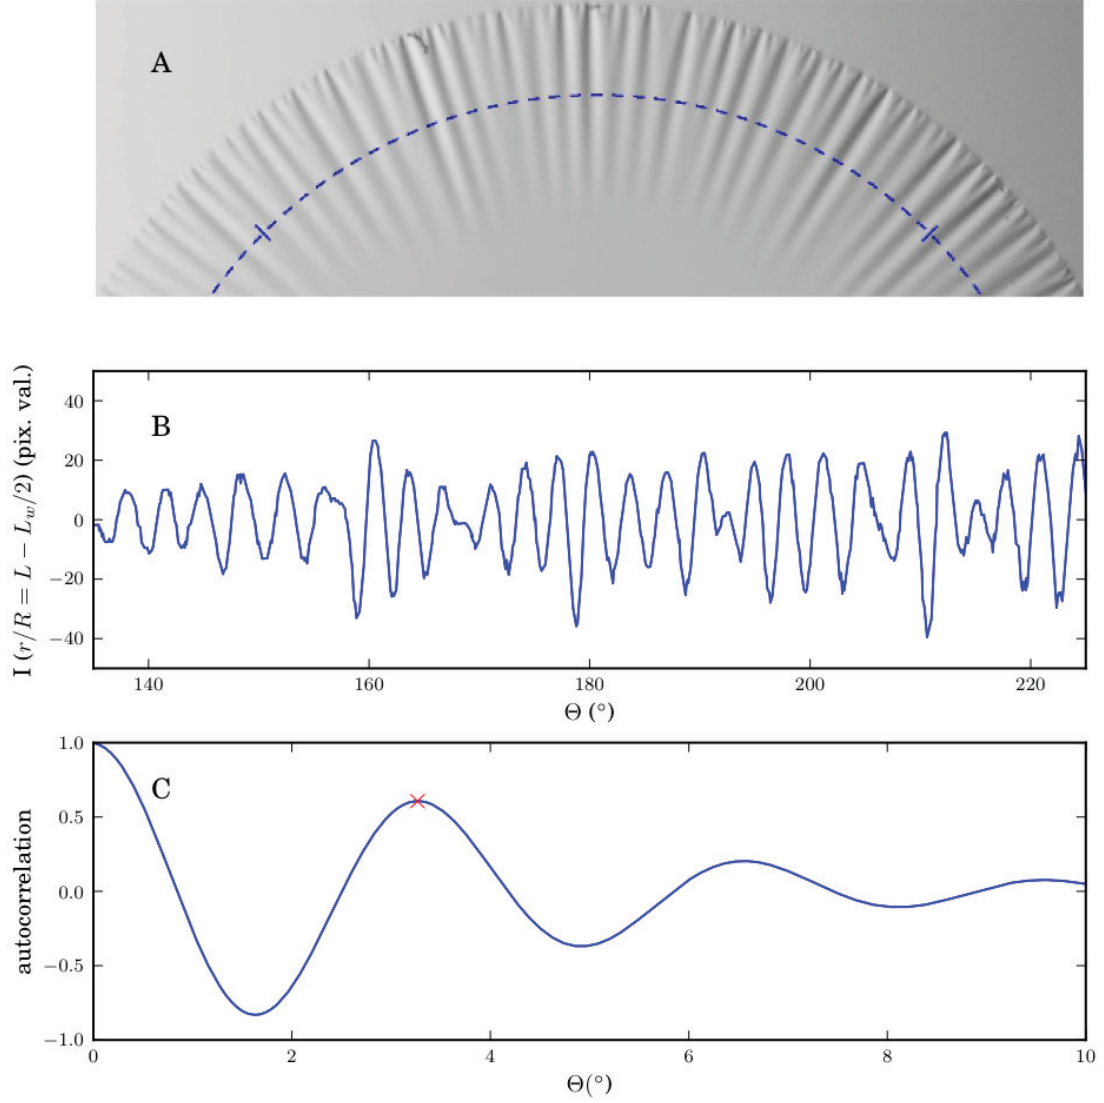 A
I (r/R = L − L_w/2) (pix. val.)
40
20
0
−20
−40
B
140 160 180 200 220
Θ (°)
autocorrelation
1.0
0.5
0.0
−0.5
−1.0
C
0 2 4 6 8 10
Θ(°)